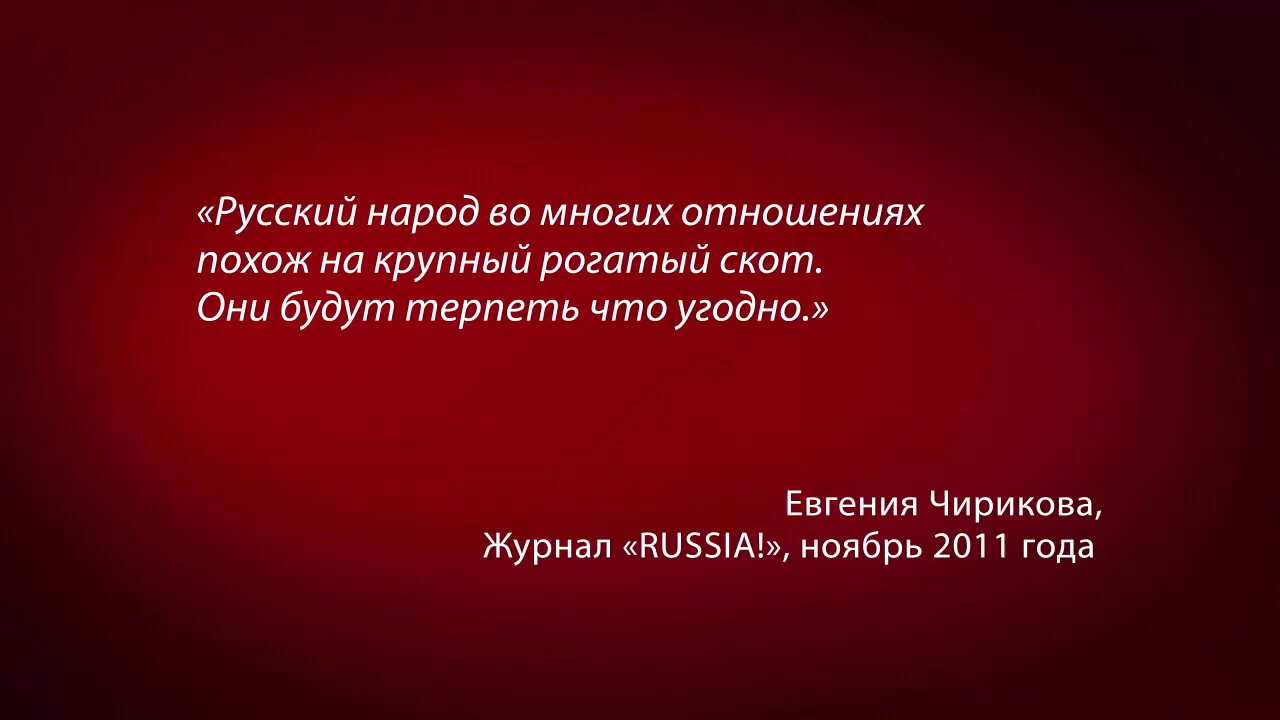 «Русский народ во многих отношениях
похож на крупный рогатый скот.
Они будут терпеть что угодно.»
Евгения Чирикова,
Журнал «RUSSIA!», ноябрь 2011 года